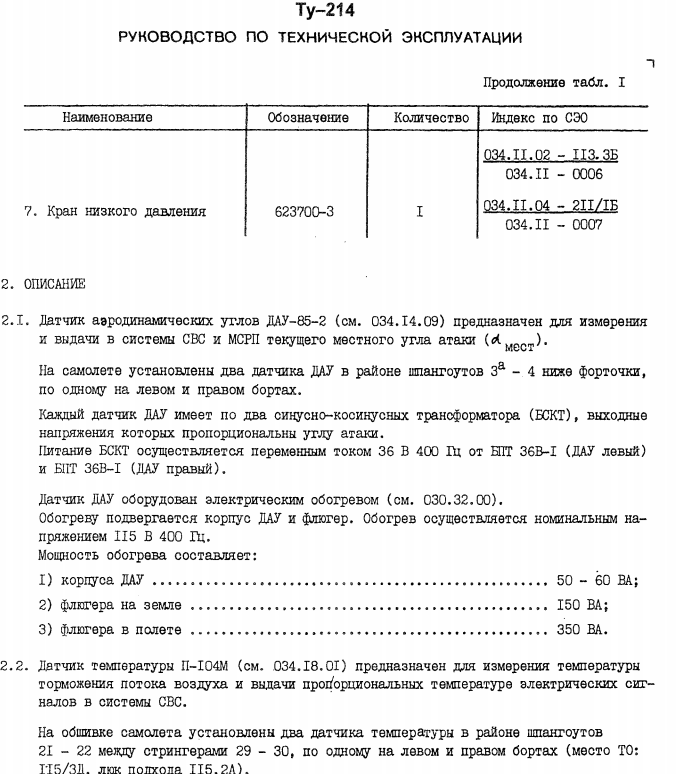 Ту-214
РУКОВОДСТВО ПО ТЕХНИЧЕСКОЙ ЭКСПЛУАТАЦИИ
Продолжение табл. I
Наименование Обозначение Количество Индекс по СЭО
034.II.02 - II3.3Б
034.II - 0006
7. Кран низкого давления 623700-3 I 034.II.04 - 2II/IБ
034.II - 0007
2. ОПИСАНИЕ
2.I. Датчик аэродинамических углов ДАУ-85-2 (см. 034.I4.09) предназначен для измерения
и выдачи в системы СВС и МСРП текущего местного угла атаки (α мест).
На самолете установлены два датчика ДАУ в районе шпангоутов 3а - 4 ниже форточки,
по одному на левом и правом бортах.
Каждый датчик ДАУ имеет по два синусно-косинусных трансформатора (БСКТ), выходные
напряжения которых пропорциональны углу атаки.
Питание БСКТ осуществляется переменным током 36 В 400 Гц от БПТ 36В-I (ДАУ левый)
и БПТ 36В-I (ДАУ правый).
Датчик ДАУ оборудован электрическим обогревом (см. 030.32.00).
Обогреву подвергается корпус ДАУ и флюгер. Обогрев осуществляется номинальным на-
пряжением II5 В 400 Гц.
Мощность обогрева составляет:
I) корпуса ДАУ ........................................ 50 - 60 ВА;
2) флюгера на земле ........................................ I50 ВА;
3) флюгера в полете ........................................ 350 ВА.
2.2. Датчик температуры П-I04М (см. 034.I8.0I) предназначен для измерения температуры
торможения потока воздуха и выдачи пропорциональных температуре электрических сиг-
налов в системы СВС.
На обшивке самолета установлены два датчика температуры в районе шпангоутов
2I - 22 между стрингерами 29 - 30, по одному на левом и правом бортах (место ТО:
II5/3Д, люк подхода II5.2А).